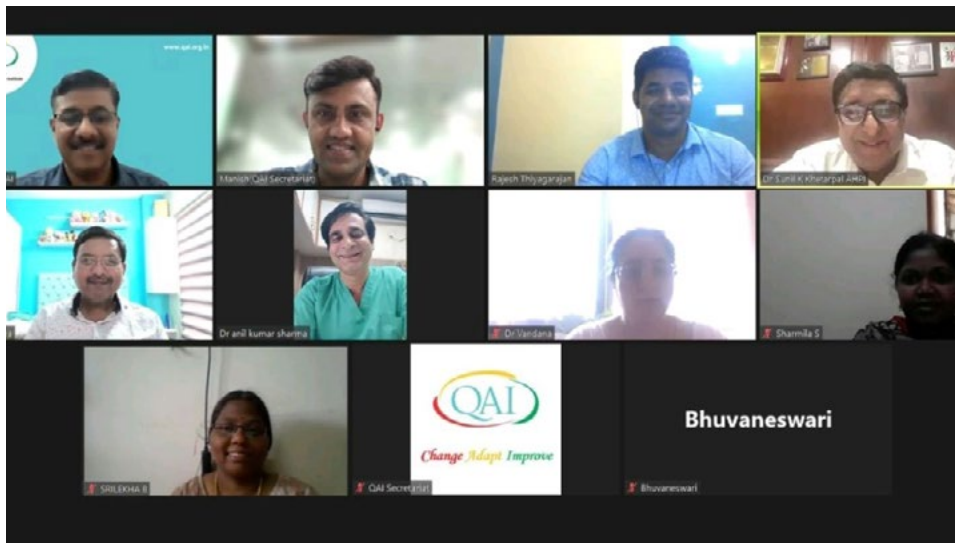 www.qai.org.in
Manish (QAI Secretariat)
Rajesh Thiyagarajan
Dr Sunil K Khetarpal AHPI
Dr anil kumar sharma
Dr.Vandana
Sharmila S
SRILEKHA B
QAI
Change Adapt Improve
QAI Secretariat
Bhuvaneswari
Bhuvaneswari